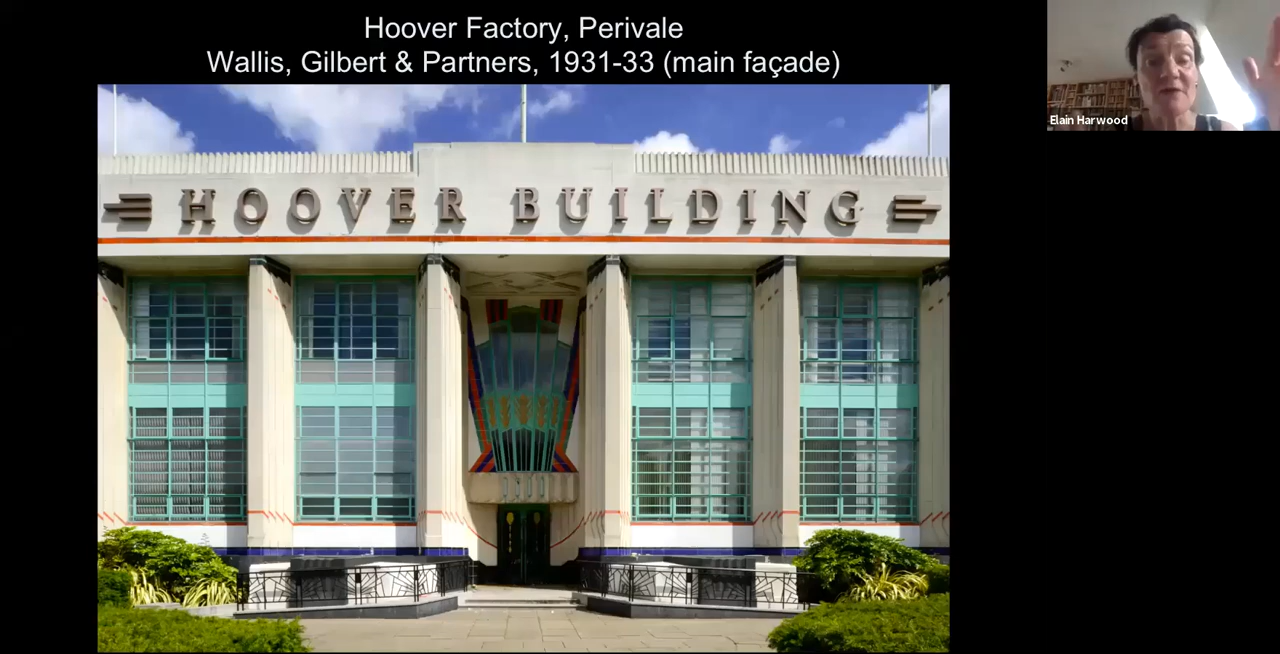 Hoover Factory, Perivale
Wallis, Gilbert & Partners, 1931-33 (main façade)
HOOVER BUILDING
Elain Harwood